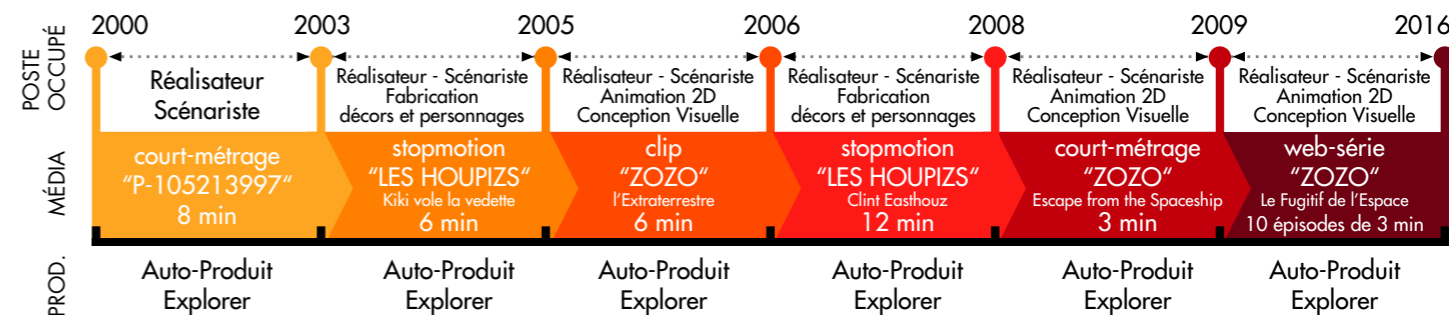 2000 2003 2005 2006 2008 2009 2016
POSTE
OCCUPÉ
Réalisateur
Scénariste
Réalisateur - Scénariste
Fabrication
décors et personnages
Réalisateur - Scénariste
Animation 2D
Conception Visuelle
Réalisateur - Scénariste
Fabrication
décors et personnages
Réalisateur - Scénariste
Animation 2D
Conception Visuelle
Réalisateur - Scénariste
Animation 2D
Conception Visuelle
MÉDIA
court-métrage
“P-105213997“
8 min
stopmotion
“LES HOUPIZS“
Kiki vole la vedette
6 min
clip
“ZOZO“
l’Extraterrestre
6 min
stopmotion
“LES HOUPIZS“
Clint Easthouz
12 min
court-métrage
“ZOZO“
Escape from the Spaceship
3 min
web-série
“ZOZO“
Le Fugitif de l’Espace
10 épisodes de 3 min
PROD.
Auto-Produit
Explorer
Auto-Produit
Explorer
Auto-Produit
Explorer
Auto-Produit
Explorer
Auto-Produit
Explorer
Auto-Produit
Explorer